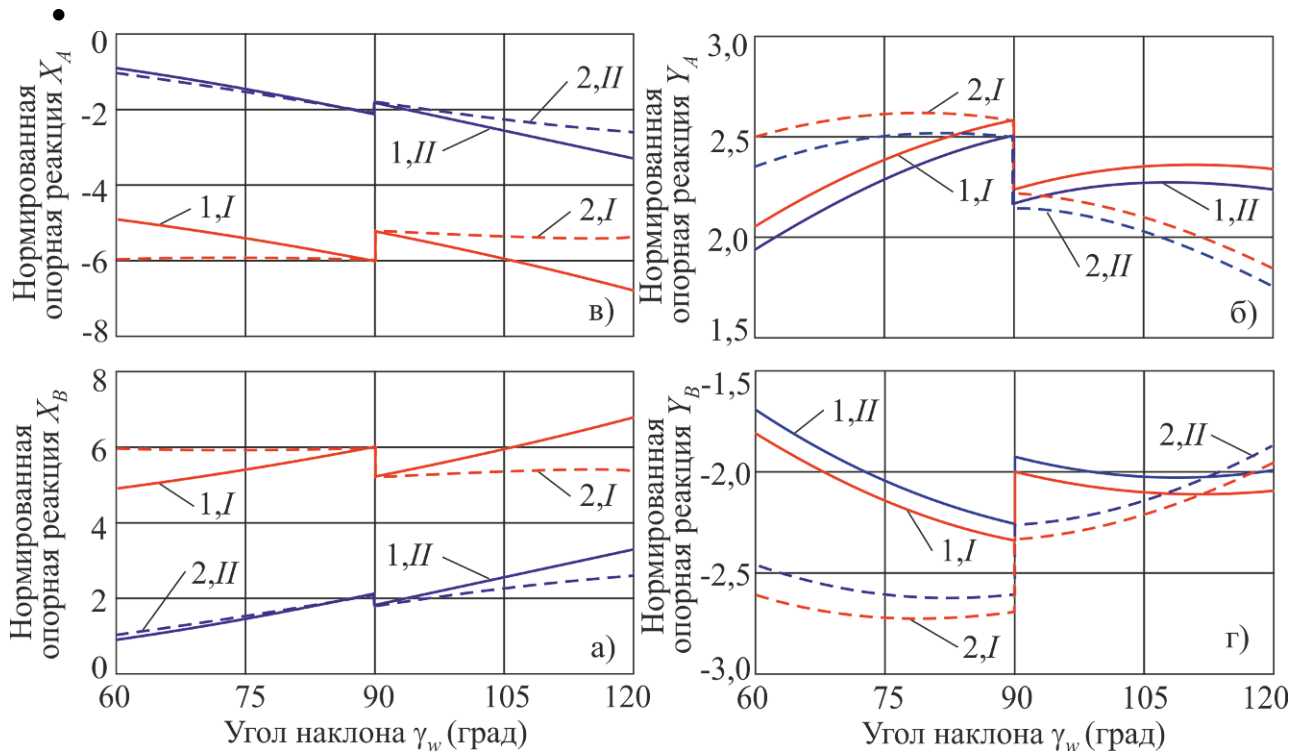 •
Нормированная
опорная реакция X_A
0
-2
-4
-6
-8
2,II
1,II
1,I
2,I
в)
Нормированная
опорная реакция Y_A
3,0
2,5
2,0
1,5
2,I
1,I
1,II
2,II
б)
Нормированная
опорная реакция X_B
8
6
4
2
0
1,I
2,I
2,II
1,II
а)
60 75 90 105 120
Угол наклона γ_w (град)
Нормированная
опорная реакция Y_B
-1,5
-2,0
-2,5
-3,0
1,II
2,II
1,I
2,I
г)
60 75 90 105 120
Угол наклона γ_w (град)